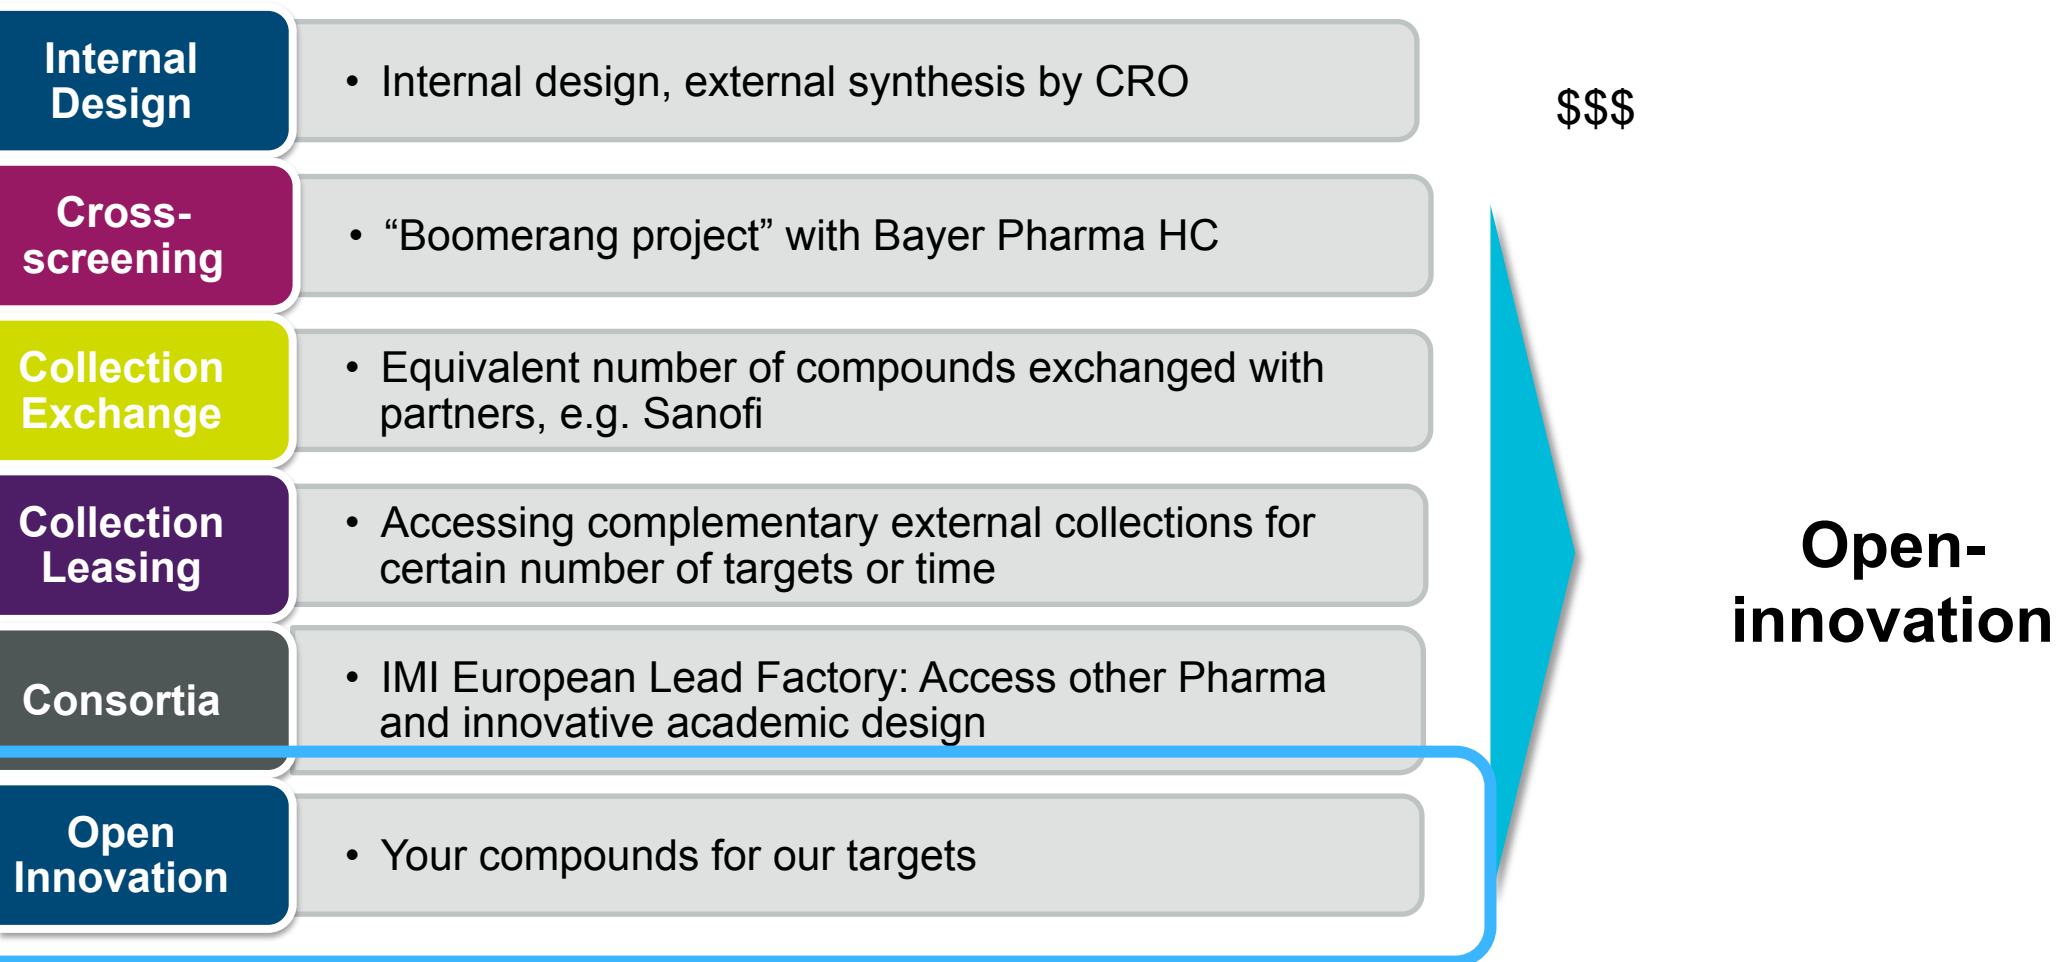 Internal
Design
• Internal design, external synthesis by CRO
$$$
Cross-
screening
• “Boomerang project” with Bayer Pharma HC
Collection
Exchange
• Equivalent number of compounds exchanged with
partners, e.g. Sanofi
Collection
Leasing
• Accessing complementary external collections for
certain number of targets or time
Open-
innovation
Consortia
• IMI European Lead Factory: Access other Pharma
and innovative academic design
Open
Innovation
• Your compounds for our targets